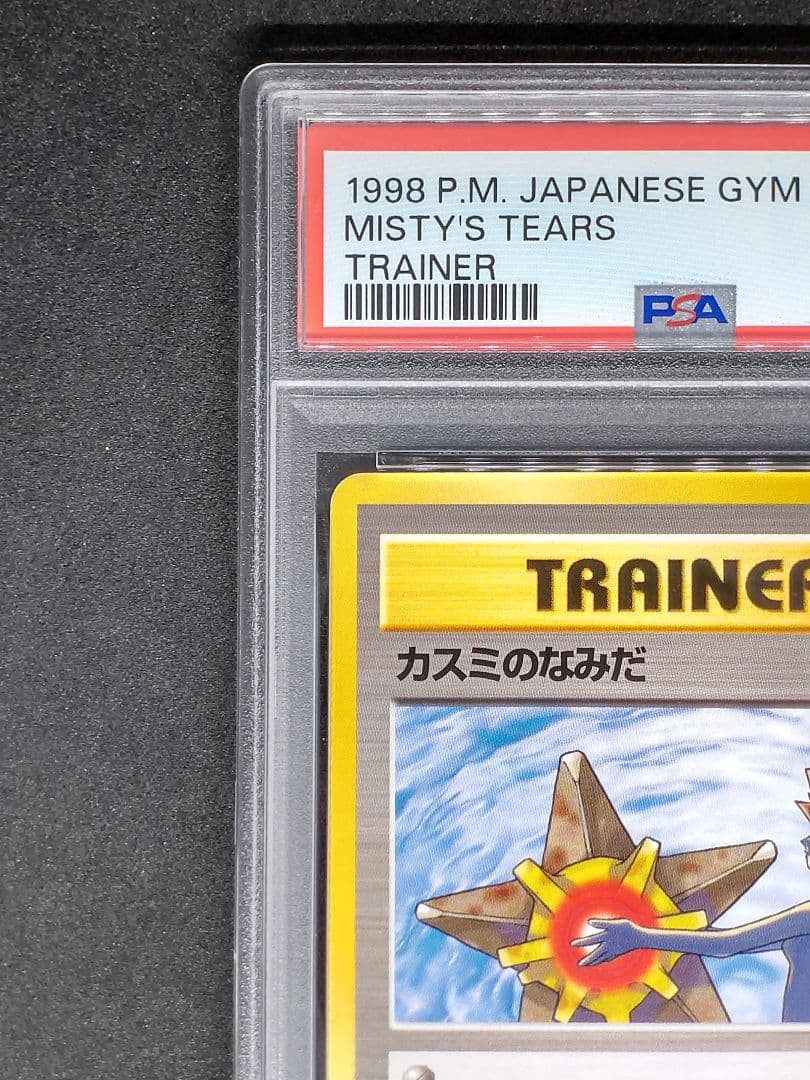 1998 P.M. JAPANESE GYM
MISTY'S TEARS
TRAINER
PSA
TRAINER
カスミのなみだ